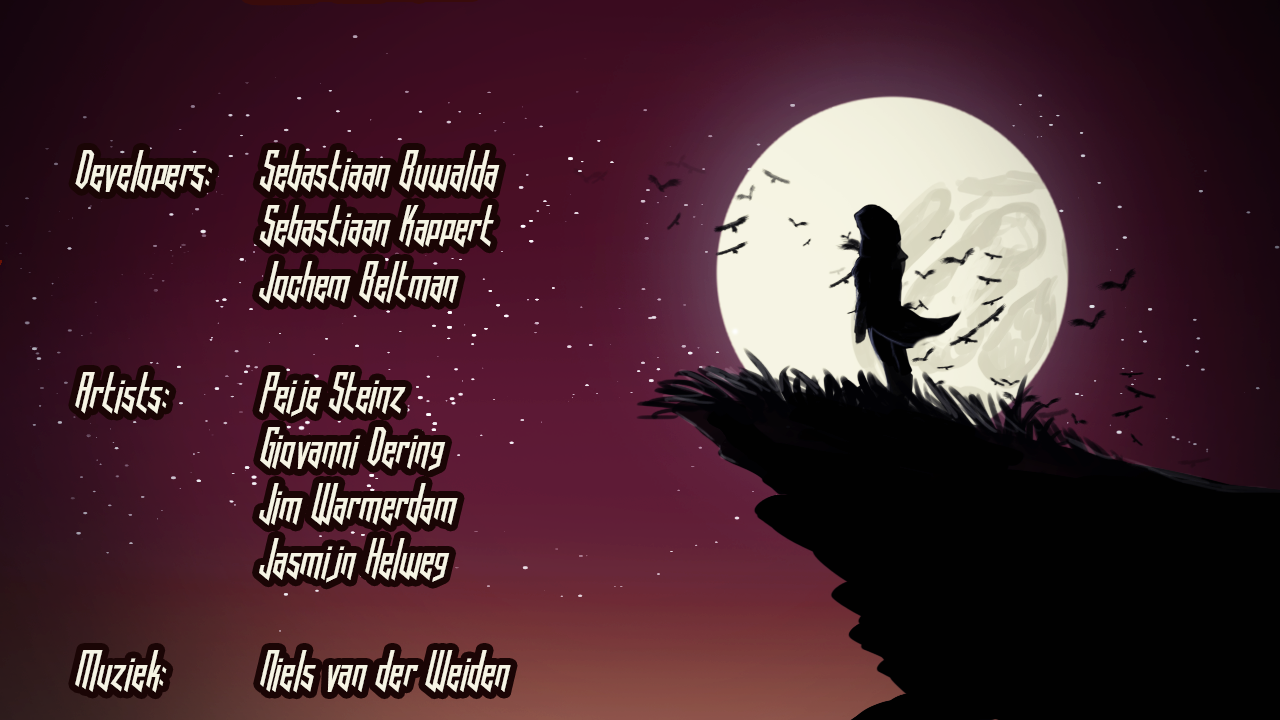 Developers: Sebastiaan Buwalda
Sebastiaan Kappert
Jochem Beltman
Artists: Peije Steinz
Giovanni Dering
Jim Warmerdam
Jasmijn Helweg
Muziek: Niels van der Weiden